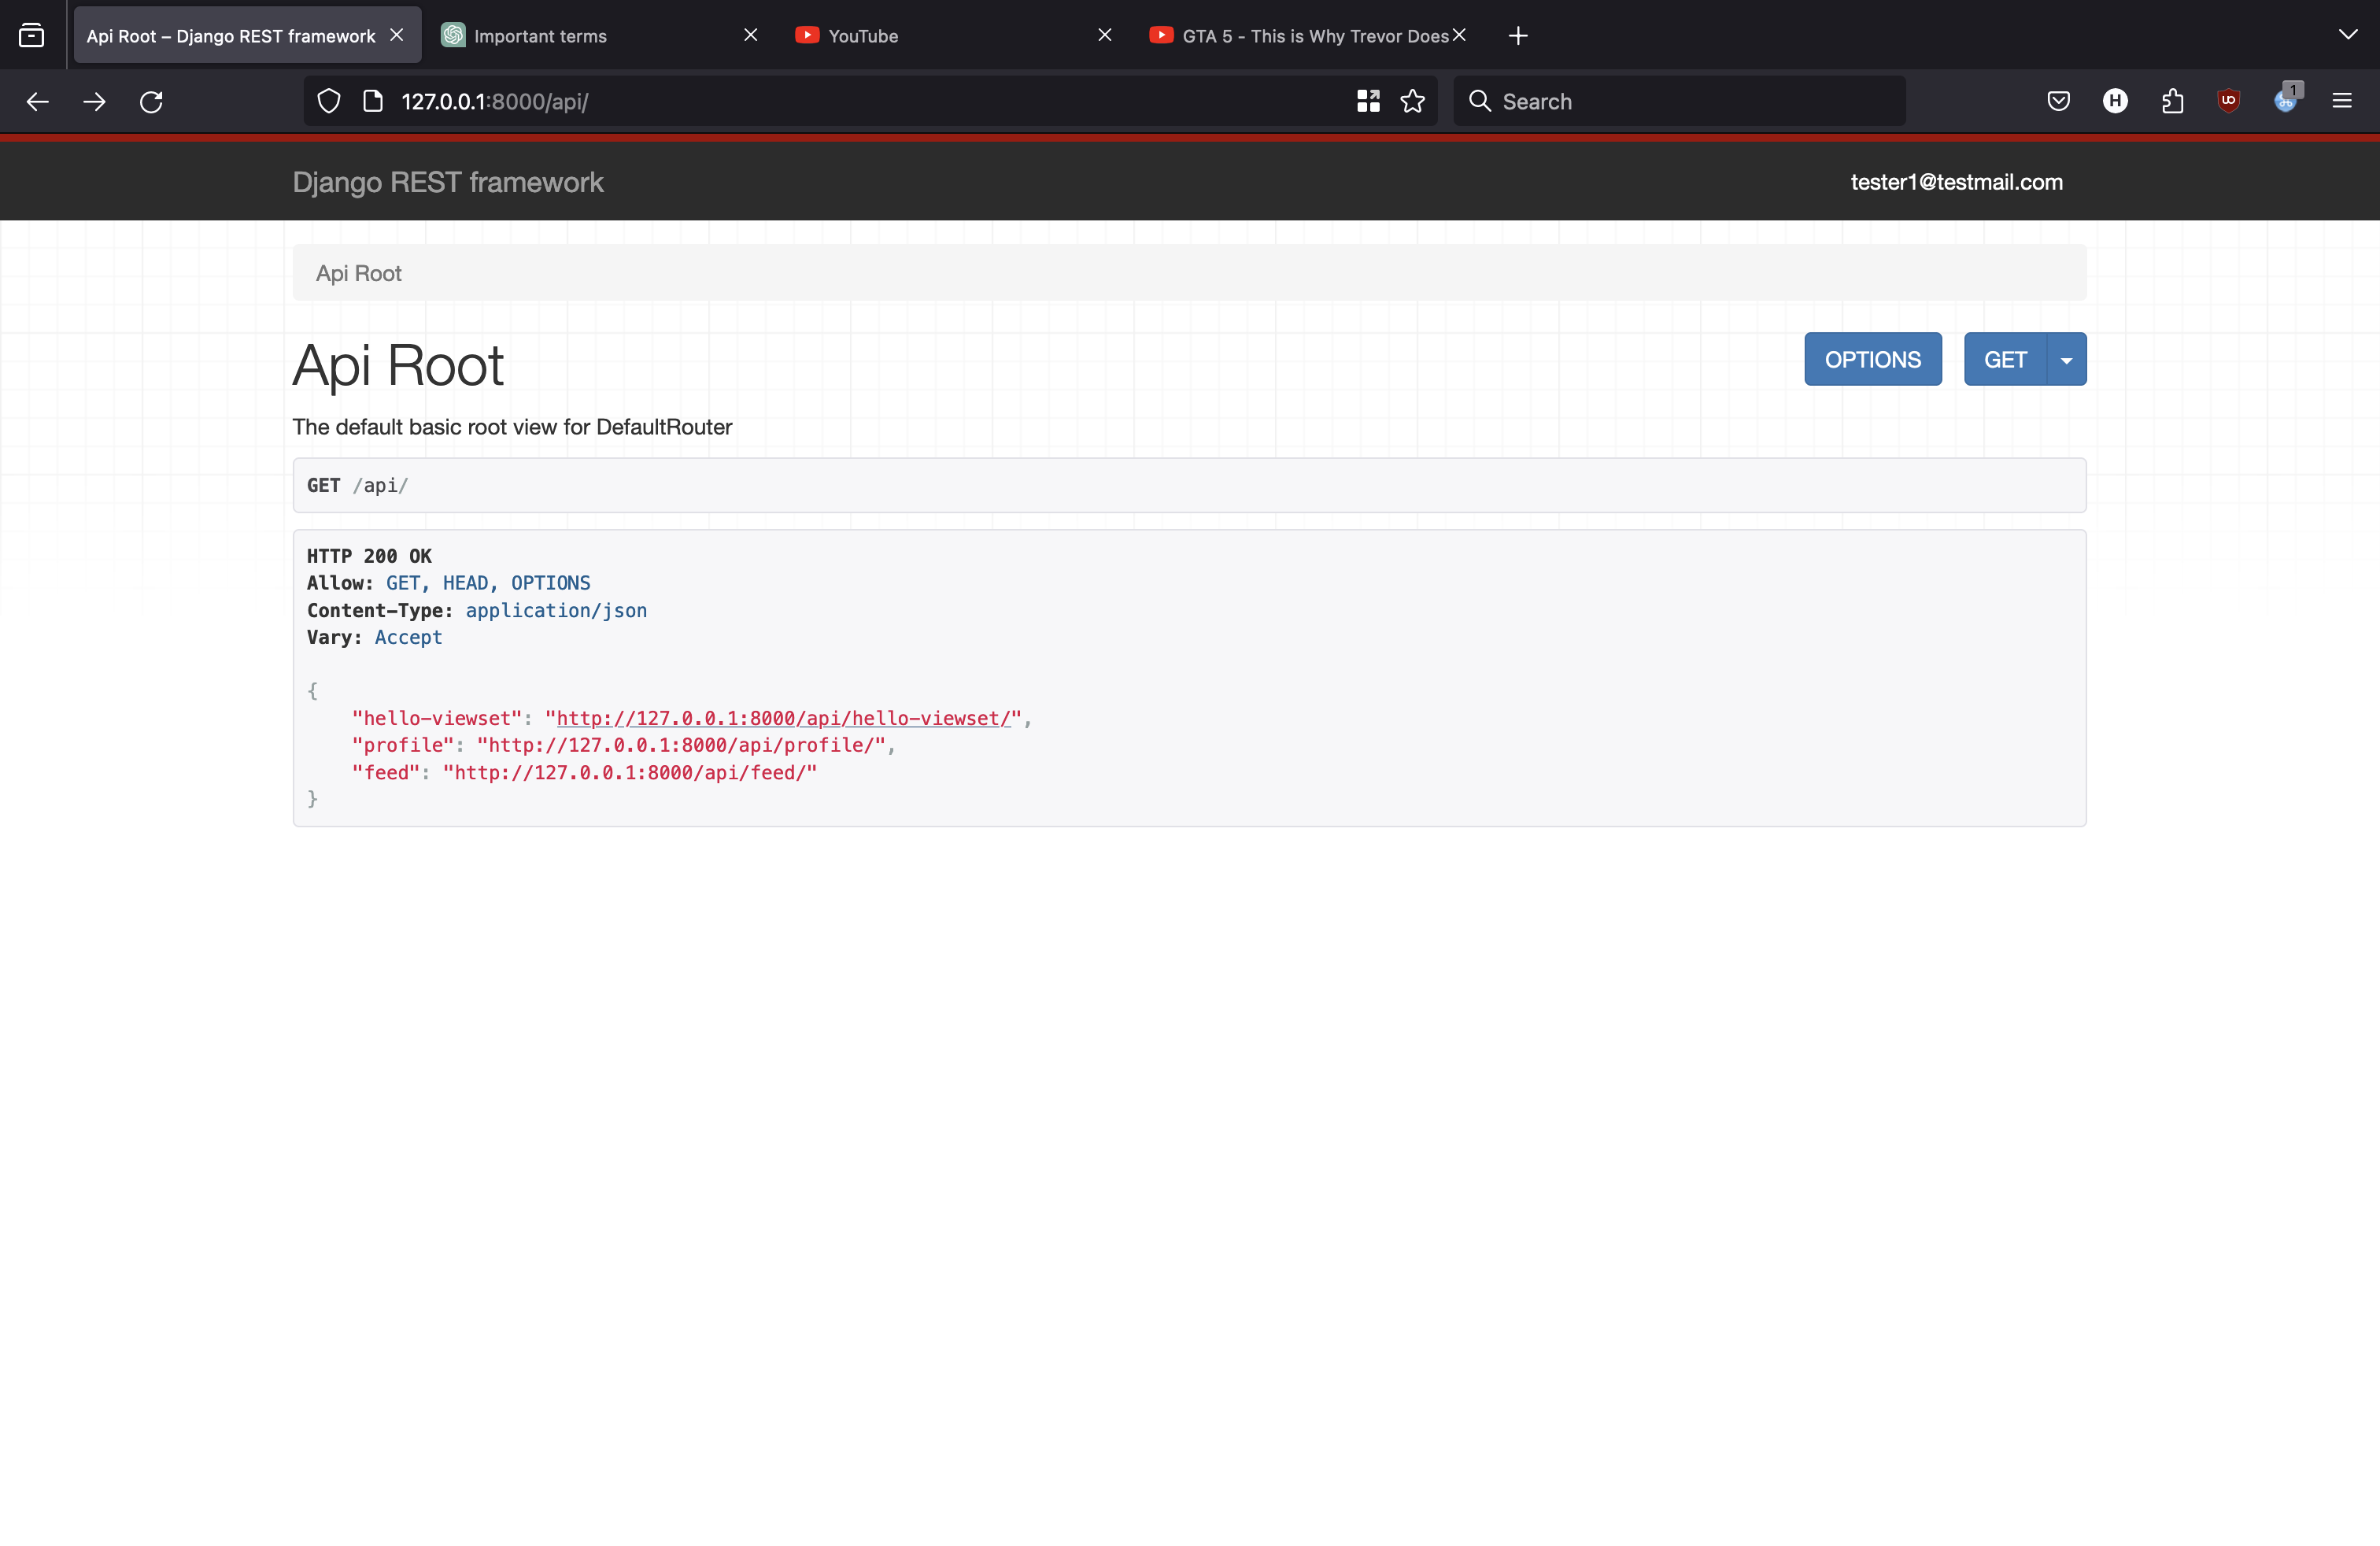 Api Root – Django REST framework
Important terms
YouTube
GTA 5 - This is Why Trevor Does
127.0.0.1:8000/api/
Search
H
UO
1
Django REST framework
tester1@testmail.com
Api Root
Api Root
OPTIONS
GET
The default basic root view for DefaultRouter
GET /api/
HTTP 200 OK
Allow: GET, HEAD, OPTIONS
Content-Type: application/json
Vary: Accept
{
"hello-viewset": "http://127.0.0.1:8000/api/hello-viewset/",
"profile": "http://127.0.0.1:8000/api/profile/",
"feed": "http://127.0.0.1:8000/api/feed/"
}